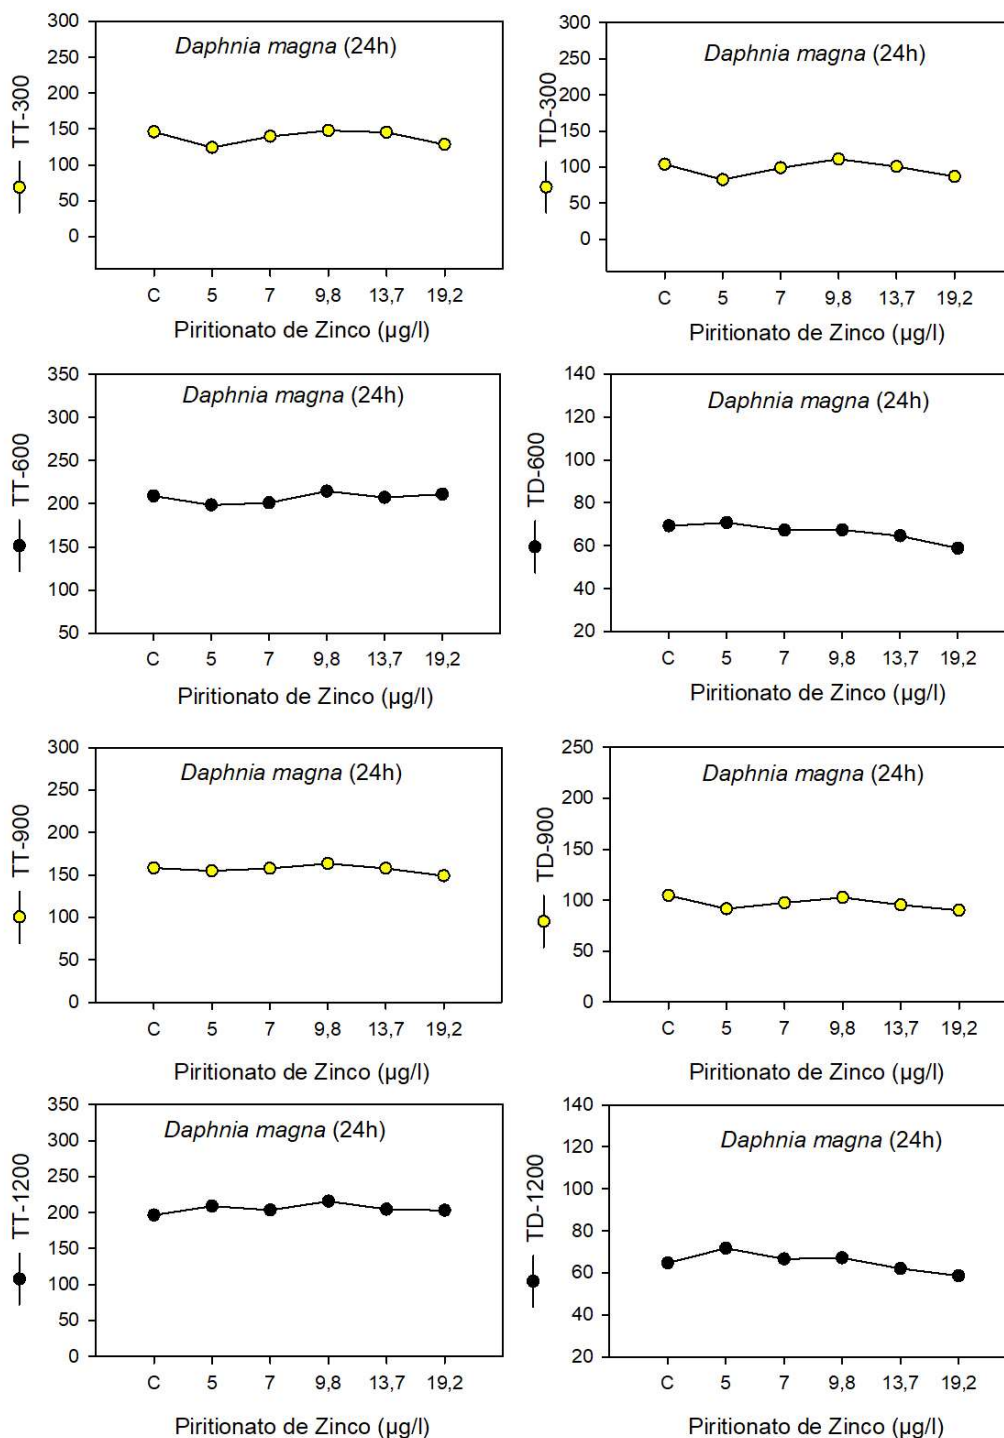 Daphnia magna (24h)
TT-300
300
250
200
150
100
50
0
C 5 7 9,8 13,7 19,2
Piritionato de Zinco (µg/l)
Daphnia magna (24h)
TD-300
300
250
200
150
100
50
0
C 5 7 9,8 13,7 19,2
Piritionato de Zinco (µg/l)
Daphnia magna (24h)
TT-600
350
300
250
200
150
100
50
C 5 7 9,8 13,7 19,2
Piritionato de Zinco (µg/l)
Daphnia magna (24h)
TD-600
140
120
100
80
60
40
20
C 5 7 9,8 13,7 19,2
Piritionato de Zinco (µg/l)
Daphnia magna (24h)
TT-900
300
250
200
150
100
50
0
C 5 7 9,8 13,7 19,2
Piritionato de Zinco (µg/l)
Daphnia magna (24h)
TD-900
250
200
150
100
50
0
C 5 7 9,8 13,7 19,2
Piritionato de Zinco (µg/l)
Daphnia magna (24h)
TT-1200
350
300
250
200
150
100
50
0
C 5 7 9,8 13,7 19,2
Piritionato de Zinco (µg/l)
Daphnia magna (24h)
TD-1200
140
120
100
80
60
40
20
C 5 7 9,8 13,7 19,2
Piritionato de Zinco (µg/l)